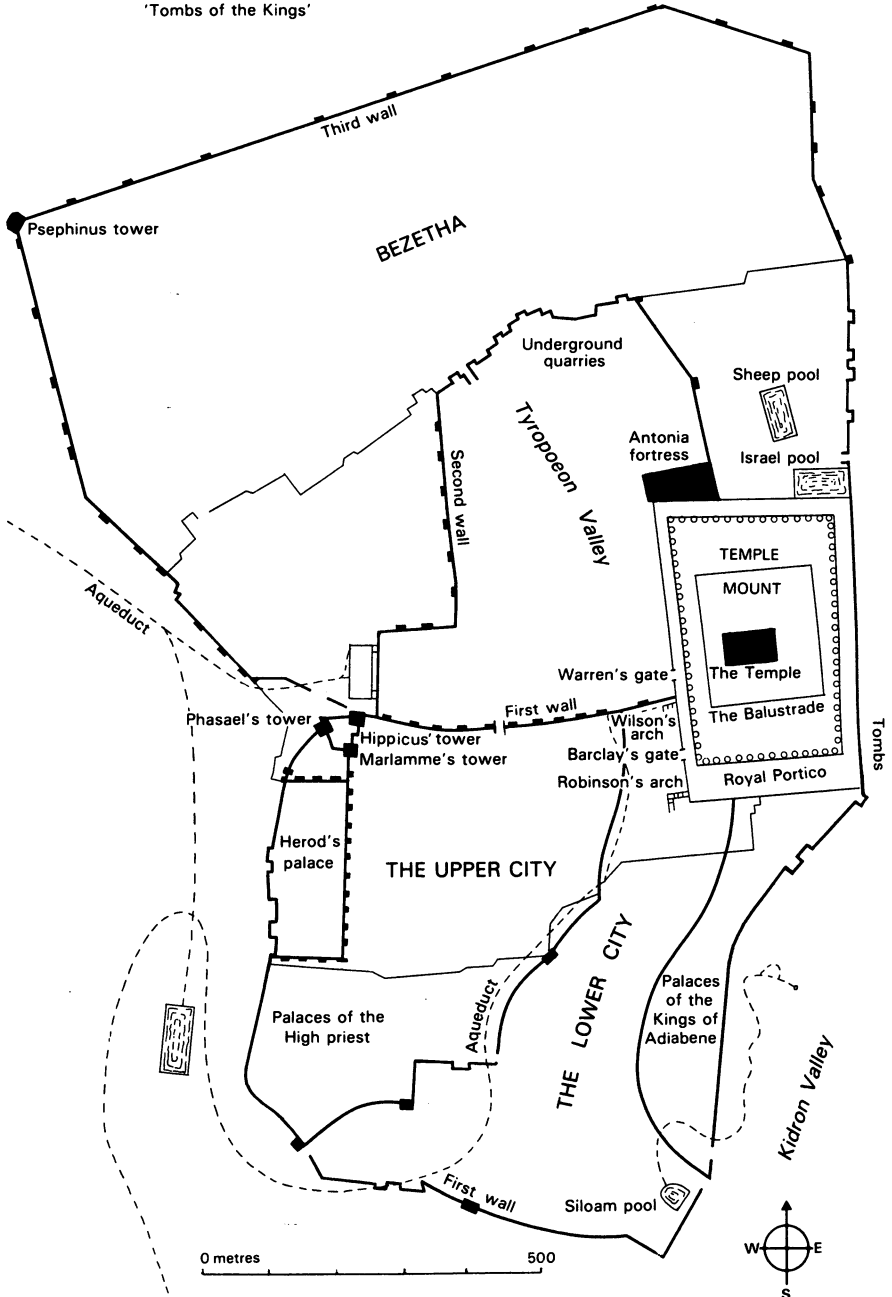 'Tombs of the Kings'
Third wall
Psephinus tower
BEZETHA
Underground
quarries
Sheep pool
Tyropoeon Valley
Antonia
fortress
Israel pool
Second wall
TEMPLE
MOUNT
Aqueduct
Warren's gate
The Temple
First wall
The Balustrade
Phasael's tower
Wilson's
arch
Hippicus' tower
Marlamme's tower
Barclay's gate
Tombs
Robinson's arch
Royal Portico
Herod's
palace
THE UPPER CITY
THE LOWER CITY
Palaces of the
High priest
Aqueduct
Palaces
of the
Kings of
Adiabene
Kidron Valley
First wall
Siloam pool
W E
S
0 metres 500